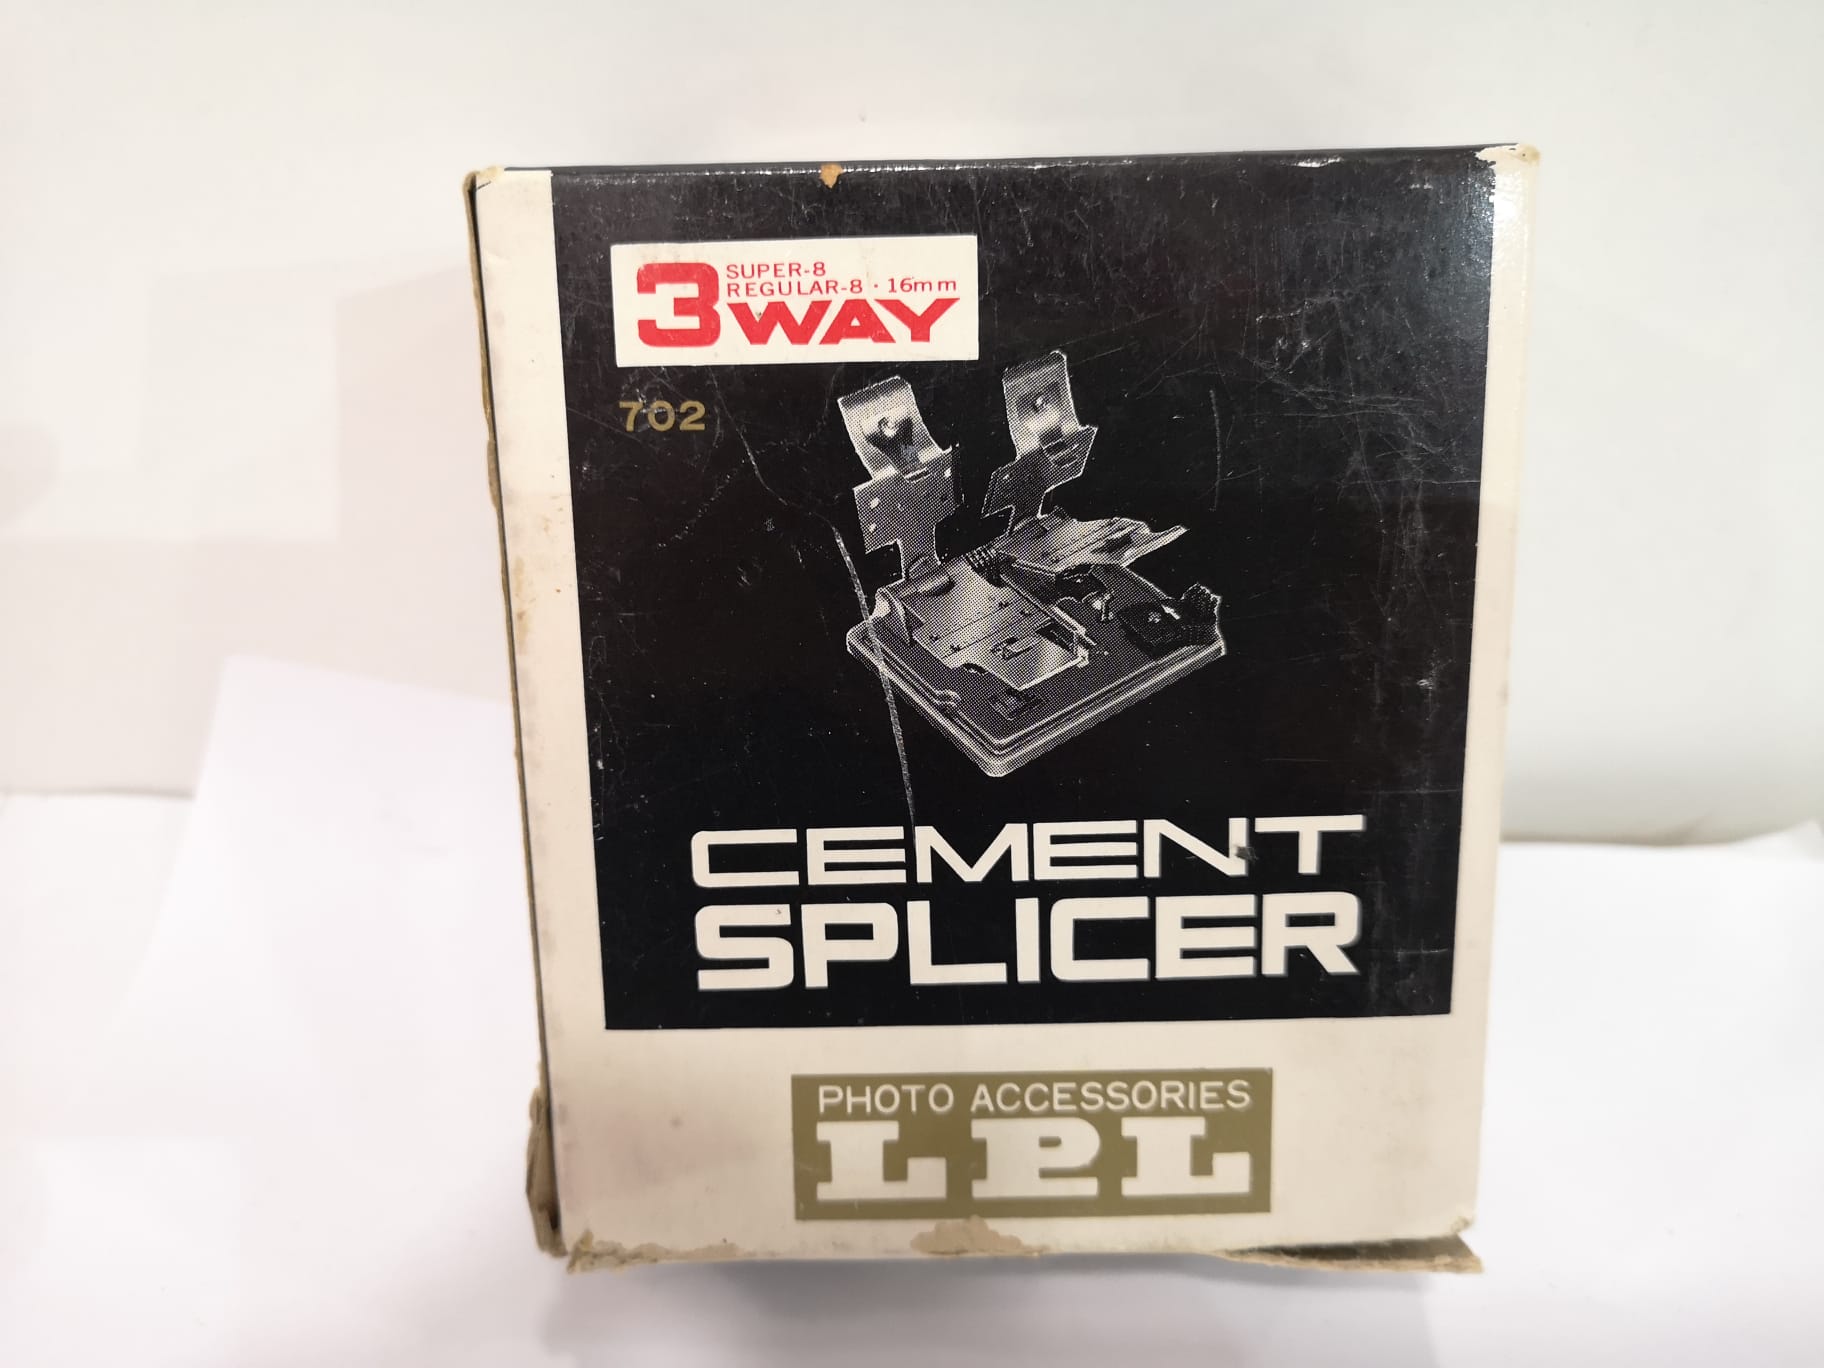 SUPER-8
REGULAR-8 · 16mm
3 WAY
702
CEMENT
SPLICER
PHOTO ACCESSORIES
LPL